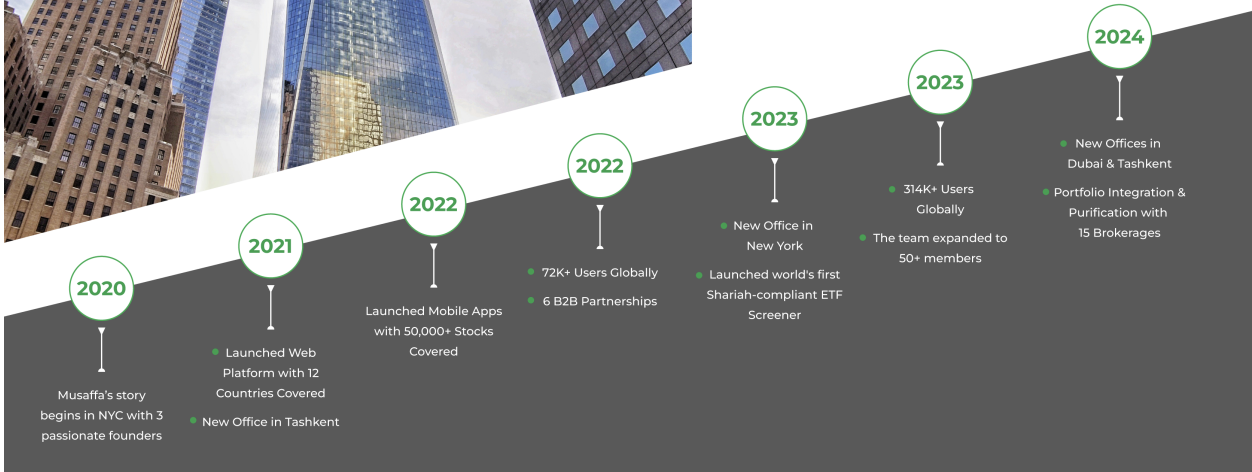 2020
Musaffa's story
begins in NYC with 3
passionate founders
2021
Launched Web
Platform with 12
Countries Covered
New Office in Tashkent
2022
Launched Mobile Apps
with 50,000+ Stocks
Covered
2022
72K+ Users Globally
6 B2B Partnerships
2023
New Office in
New York
Launched world's first
Shariah-compliant ETF
Screener
2023
314K+ Users
Globally
The team expanded to
50+ members
2024
New Offices in
Dubai & Tashkent
Portfolio Integration &
Purification with
15 Brokerages